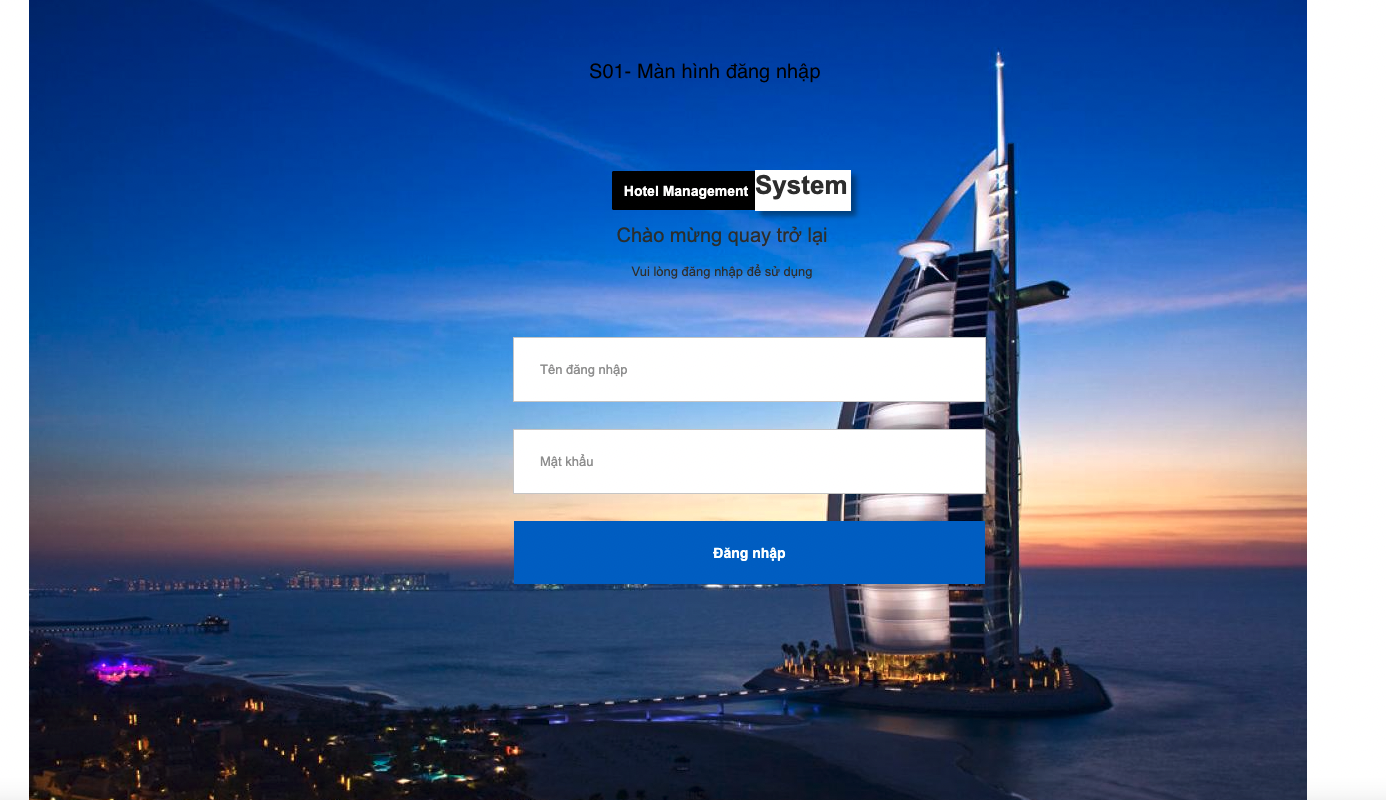 S01- Màn hình đăng nhập
Hotel Management System
Chào mừng quay trở lại
Vui lòng đăng nhập để sử dụng
Tên đăng nhập
Mật khẩu
Đăng nhập